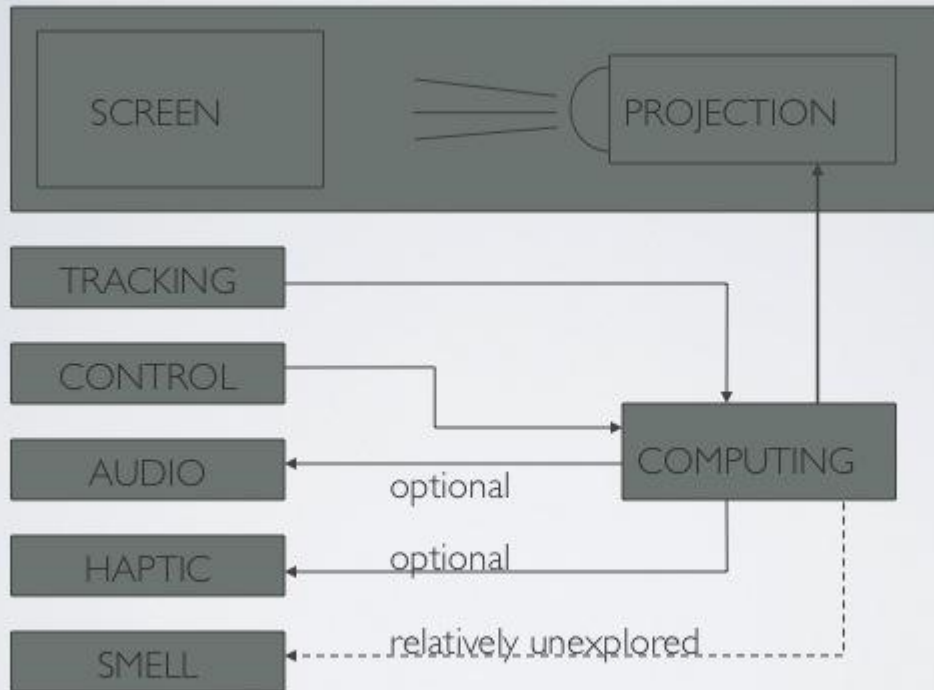 SCREEN
PROJECTION
TRACKING
CONTROL
COMPUTING
AUDIO
optional
HAPTIC
optional
relatively unexplored
SMELL